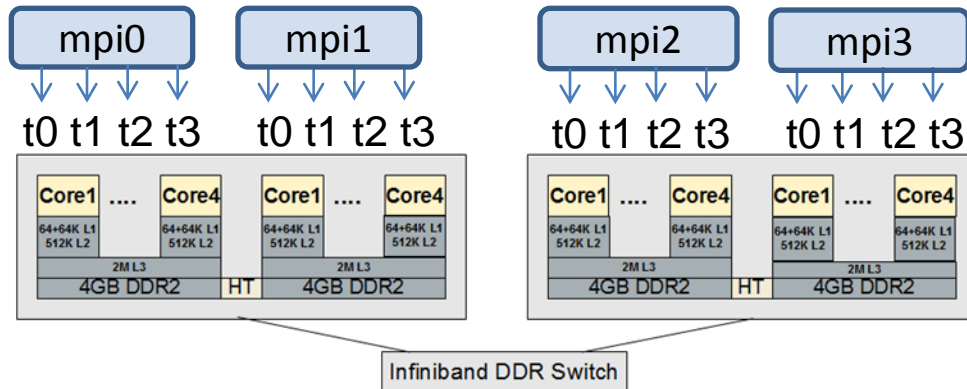 mpi0 mpi1 mpi2 mpi3
t0 t1 t2 t3 t0 t1 t2 t3 t0 t1 t2 t3 t0 t1 t2 t3
Core1 .... Core4 Core1 .... Core4 Core1 .... Core4 Core1 .... Core4
64+64K L1 64+64K L1 64+64K L1 64+64K L1 64+64K L1 64+64K L1 64+64K L1 64+64K L1
512K L2 512K L2 512K L2 512K L2 512K L2 512K L2 512K L2 512K L2
2M L3 2M L3 2M L3 2M L3
4GB DDR2 HT 4GB DDR2 4GB DDR2 HT 4GB DDR2
Infiniband DDR Switch